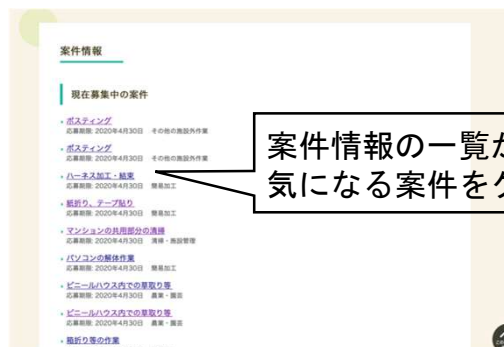 案件情報
現在募集中の案件
ポスティング
応募期限: 2020年4月30日 その他の施設外作業
ポスティング
応募期限: 2020年4月30日 その他の施設外作業
ハーネス加工・結束
応募期限: 2020年4月30日 簡易加工
紙折り、テープ貼り
応募期限: 2020年4月30日 簡易加工
マンションの共用部分の清掃
応募期限: 2020年4月30日 清掃・施設管理
パソコンの解体作業
応募期限: 2020年4月30日 簡易加工
ビニールハウス内での草取り等
応募期限: 2020年4月30日 農業・園芸
ビニールハウス内での草取り等
応募期限: 2020年4月30日 農業・園芸
箱折り等の作業
案件情報の一覧か
気になる案件をク